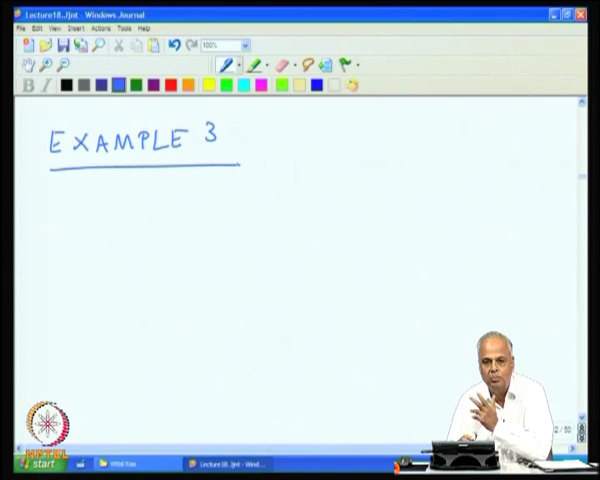 Lecture18.Jnt - Windows Journal
File Edit View Insert Actions Tools Help
100%
B I
EXAMPLE 3
NPTEL
start
Lecture18.Jnt - Wind...